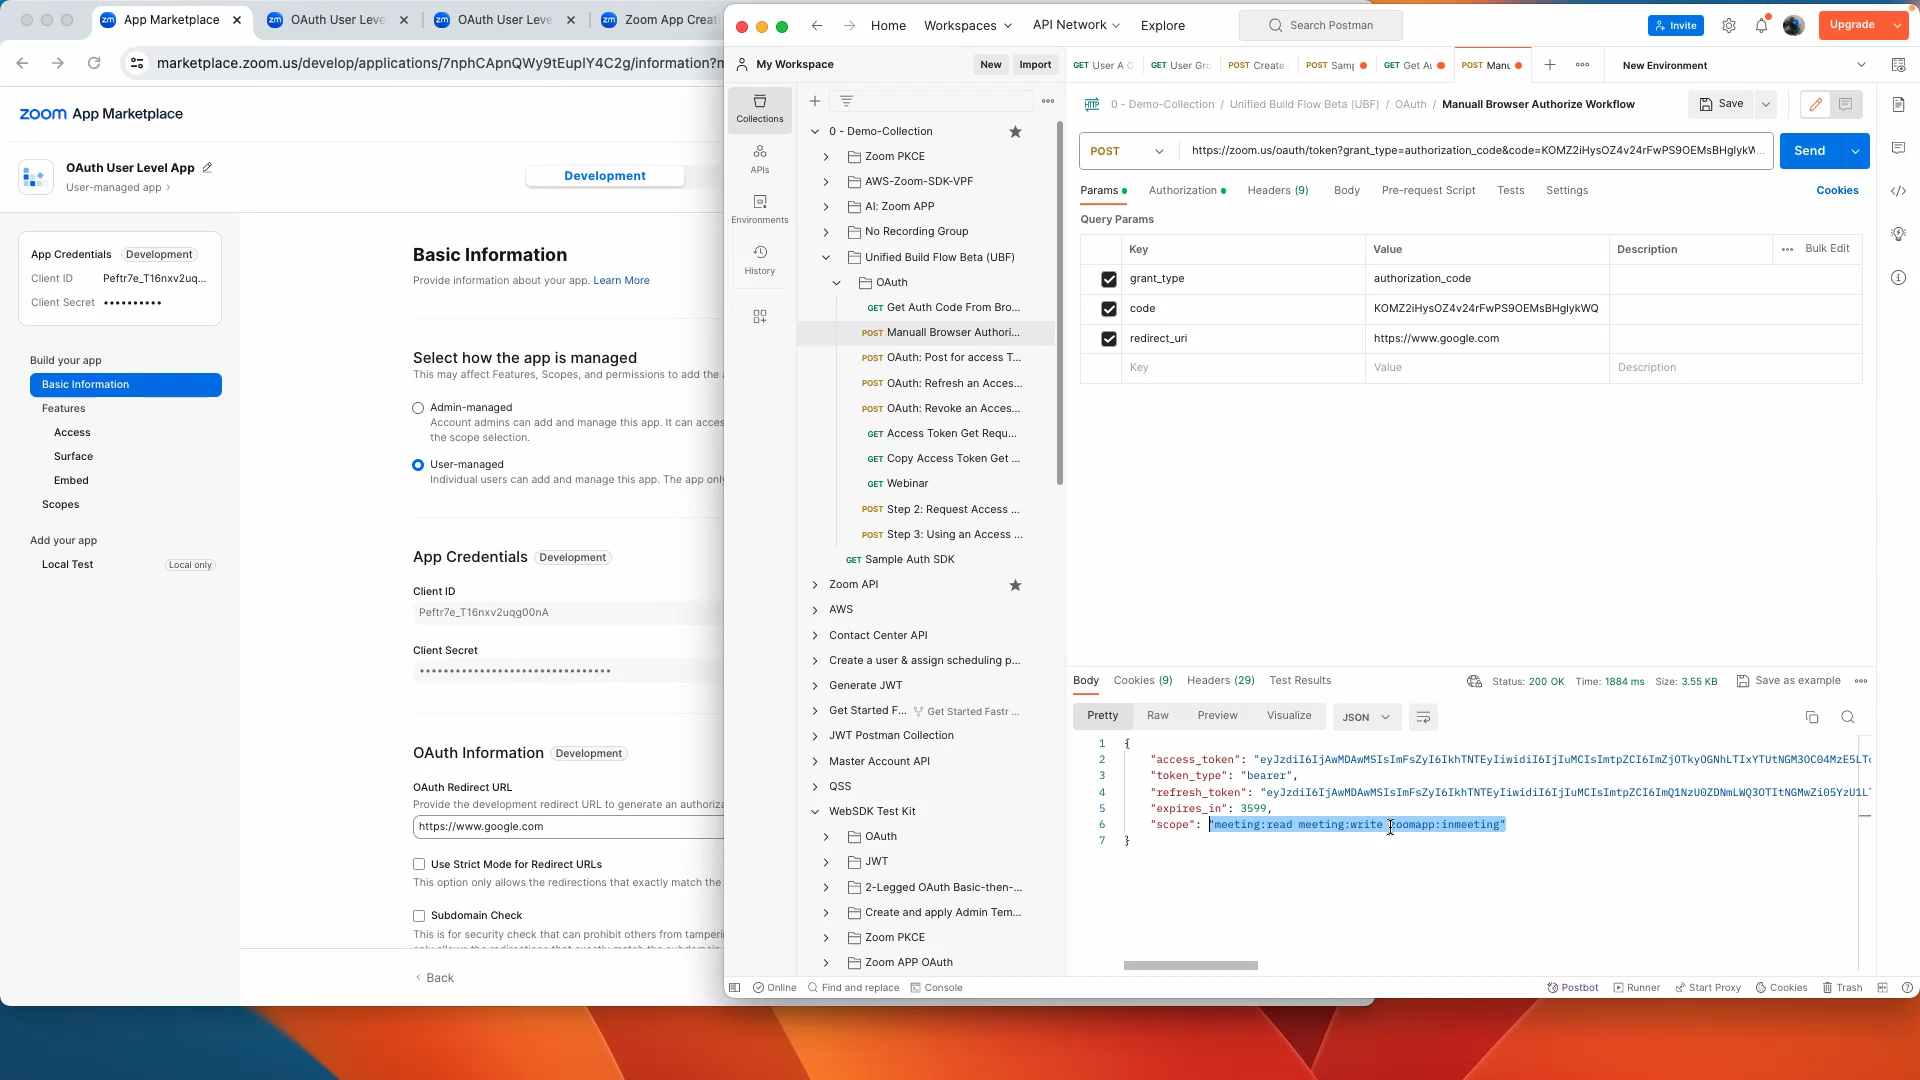 App Marketplace
OAuth User Leve
OAuth User Leve
Zoom App Creat
marketplace.zoom.us/develop/applications/7nphCApnQWy9tEuplY4C2g/information?m
zoom App Marketplace
OAuth User Level App
User-managed app
Development
App Credentials Development
Client ID Peftr7e_T16nxv2uq...
Client Secret ••••••••••
Build your app
Basic Information
Features
Access
Surface
Embed
Scopes
Add your app
Local Test Local only
Basic Information
Provide information about your app. Learn More
Select how the app is managed
This may affect Features, Scopes, and permissions to add the
Admin-managed
Account admins can add and manage this app. It can acces
the scope selection.
User-managed
Individual users can add and manage this app. The app only
App Credentials Development
Client ID
Peftr7e_T16nxv2uqg00nA
Client Secret
OAuth Information Development
OAuth Redirect URL
Provide the development redirect URL to generate an authoriza
https://www.google.com
Use Strict Mode for Redirect URLs
This option only allows the redirections that exactly match the
Subdomain Check
This is for security check that can prohibit others from tamperi
Back
Home Workspaces API Network Explore
Search Postman
Invite
Upgrade
My Workspace
New Import
GET User A G
GET User Gro
POST Create
POST Samp
GET Get Au
POST Manu
New Environment
Collections
APIs
Environments
History
0 - Demo-Collection
Zoom PKCE
AWS-Zoom-SDK-VPF
AI: Zoom APP
No Recording Group
Unified Build Flow Beta (UBF)
OAuth
GET Get Auth Code From Bro...
POST Manuall Browser Authori...
POST OAuth: Post for access T...
POST OAuth: Refresh an Acces...
POST OAuth: Revoke an Acces...
GET Access Token Get Requ...
GET Copy Access Token Get ...
GET Webinar
POST Step 2: Request Access ...
POST Step 3: Using an Access ...
GET Sample Auth SDK
Zoom API
AWS
Contact Center API
Create a user & assign scheduling p...
Generate JWT
Get Started F... Get Started Fastr ...
JWT Postman Collection
Master Account API
QSS
WebSDK Test Kit
OAuth
JWT
2-Legged OAuth Basic-then-...
Create and apply Admin Tem...
Zoom PKCE
Zoom APP OAuth
HTTP 0 - Demo-Collection / Unified Build Flow Beta (UBF) / OAuth / Manuall Browser Authorize Workflow
Save
POST https://zoom.us/oauth/token?grant_type=authorization_code&code=KOMZ2iHysOZ4v24rFwPS9OEMsBHglykW...
Send
Params Authorization Headers (9) Body Pre-request Script Tests Settings Cookies
Query Params
Key Value Description Bulk Edit
grant_type authorization_code
code KOMZ2iHysOZ4v24rFwPS9OEMsBHglykWQ
redirect_uri https://www.google.com
Key Value Description
Body Cookies (9) Headers (29) Test Results
Status: 200 OK Time: 1884 ms Size: 3.55 KB Save as example
Pretty Raw Preview Visualize JSON
1 {
2 "access_token": "eyJzdiI6IjAwMDAwMSIsImFsZyI6IkhTNTEyIiwidiI6IjIuMCIsImtpZCI6ImZjOTkyOGNhLTIxYTUtNGM3OC04MzE5LTc
3 "token_type": "bearer",
4 "refresh_token": "eyJzdiI6IjAwMDAwMSIsImFsZyI6IkhTNTEyIiwidiI6IjIuMCIsImtpZCI6ImQ1NzU0ZDNmLWQ3OTItNGMwZi05YzU1LT
5 "expires_in": 3599,
6 "scope": "meeting:read meeting:write zoomapp:inmeeting"
7 }
Online Find and replace Console
Postbot Runner Start Proxy Cookies Trash